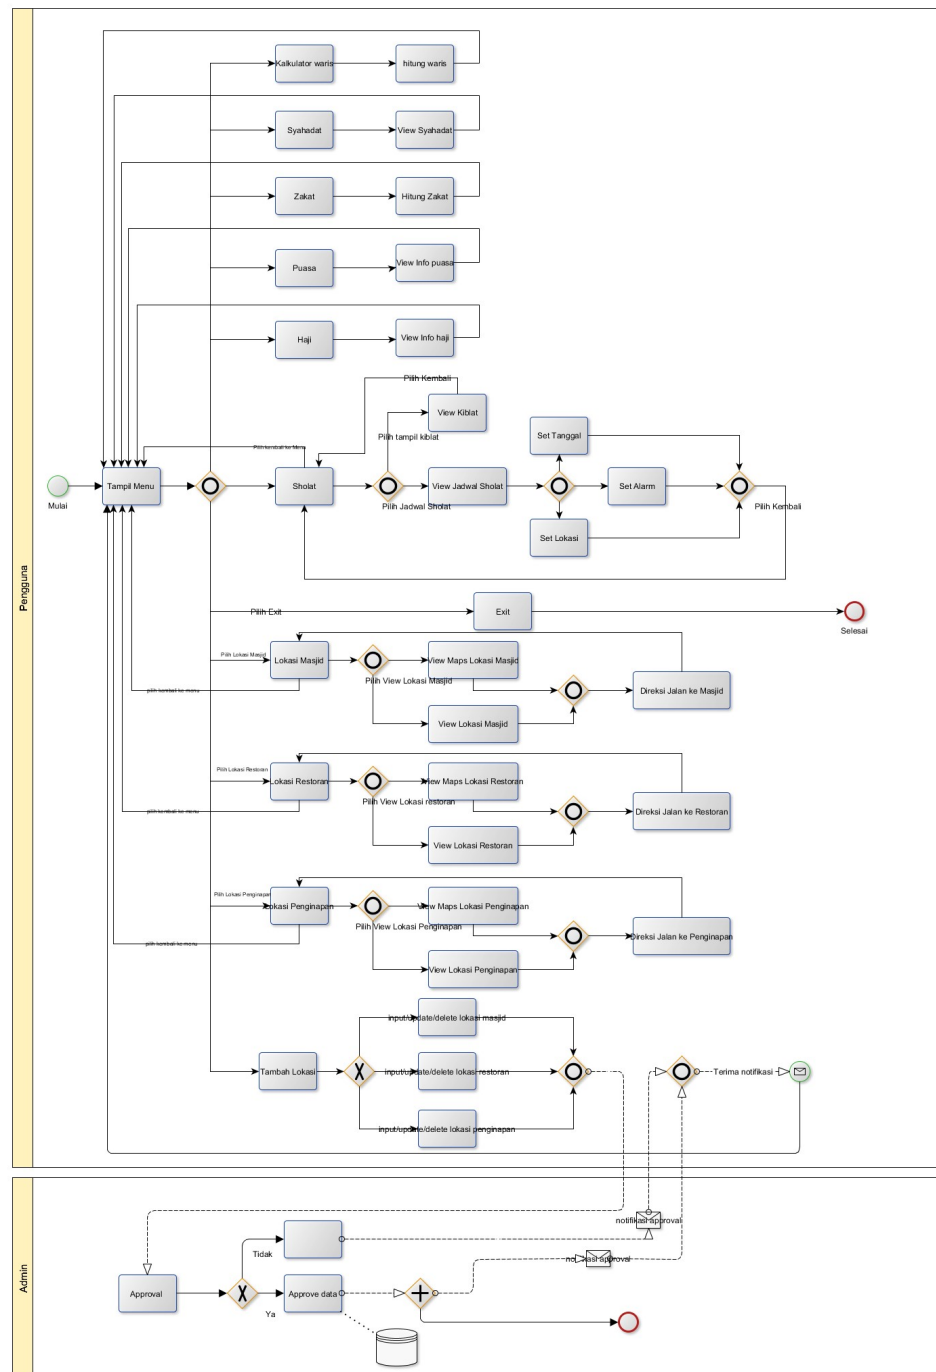 Pengguna
Kalkulator waris
hitung waris
Syahadat
View Syahadat
Zakat
Hitung Zakat
Puasa
View Info puasa
Haji
View Info haji
Pilih Kembali
View Kiblat
Pilih tampil kiblat
Set Tanggal
Pilih kembali ke Menu
Mulai
Tampil Menu
Sholat
View Jadwal Sholat
Set Alarm
Pilih Jadwal Sholat
Pilih Kembali
Set Lokasi
Pilih Exit
Exit
Selesai
Pilih Lokasi Masjid
Lokasi Masjid
View Maps Lokasi Masjid
Pilih View Lokasi Masjid
pilih kembali ke menu
Direksi Jalan ke Masjid
View Lokasi Masjid
Pilih Lokasi Restoran
Lokasi Restoran
View Maps Lokasi Restoran
Pilih View Lokasi restoran
pilih kembali ke menu
Direksi Jalan ke Restoran
View Lokasi Restoran
Pilih Lokasi Penginapan
Lokasi Penginapan
View Maps Lokasi Penginapan
Pilih View Lokasi Penginapan
pilih kembali ke menu
Direksi Jalan ke Penginapan
View Lokasi Penginapan
input/update/delete lokasi masjid
Tambah Lokasi
input/update/delete lokasi restoran
Terima notifikasi
input/update/delete lokasi penginapan
Admin
notifikasi approval
Tidak
notifikasi approval
Approval
Approve data
Ya